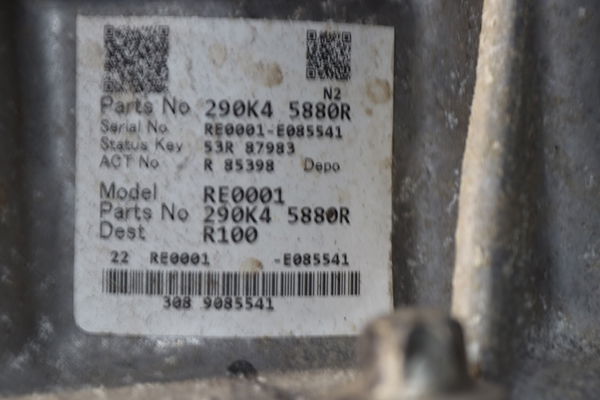 N2
Parts No 290K4 5880R
Serial No RE0001-E085541
Status Key 53R 87983
ACT No R 85398 Depo
Model RE0001
Parts No 290K4 5880R
Dest R100
22 RE0001 -E085541
308 9085541